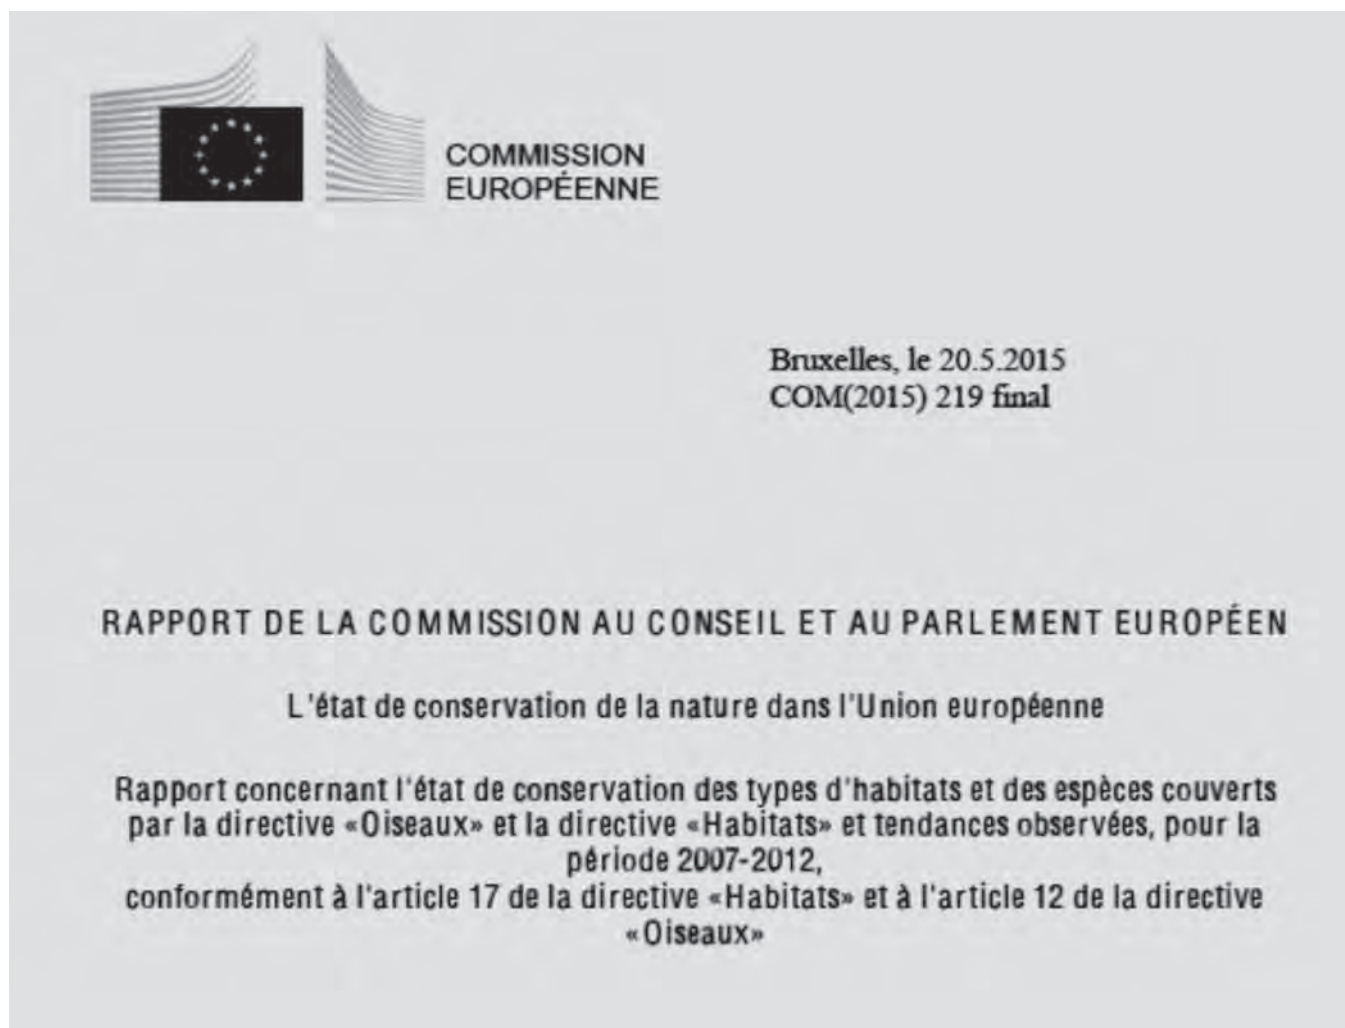 COMMISSION
EUROPÉENNE
Bruxelles, le 20.5.2015
COM(2015) 219 final
RAPPORT DE LA COMMISSION AU CONSEIL ET AU PARLEMENT EUROPÉEN
L'état de conservation de la nature dans l'Union européenne
Rapport concernant l'état de conservation des types d'habitats et des espèces couverts
par la directive «Oiseaux» et la directive «Habitats» et tendances observées, pour la
période 2007-2012,
conformément à l'article 17 de la directive «Habitats» et à l'article 12 de la directive
«Oiseaux»